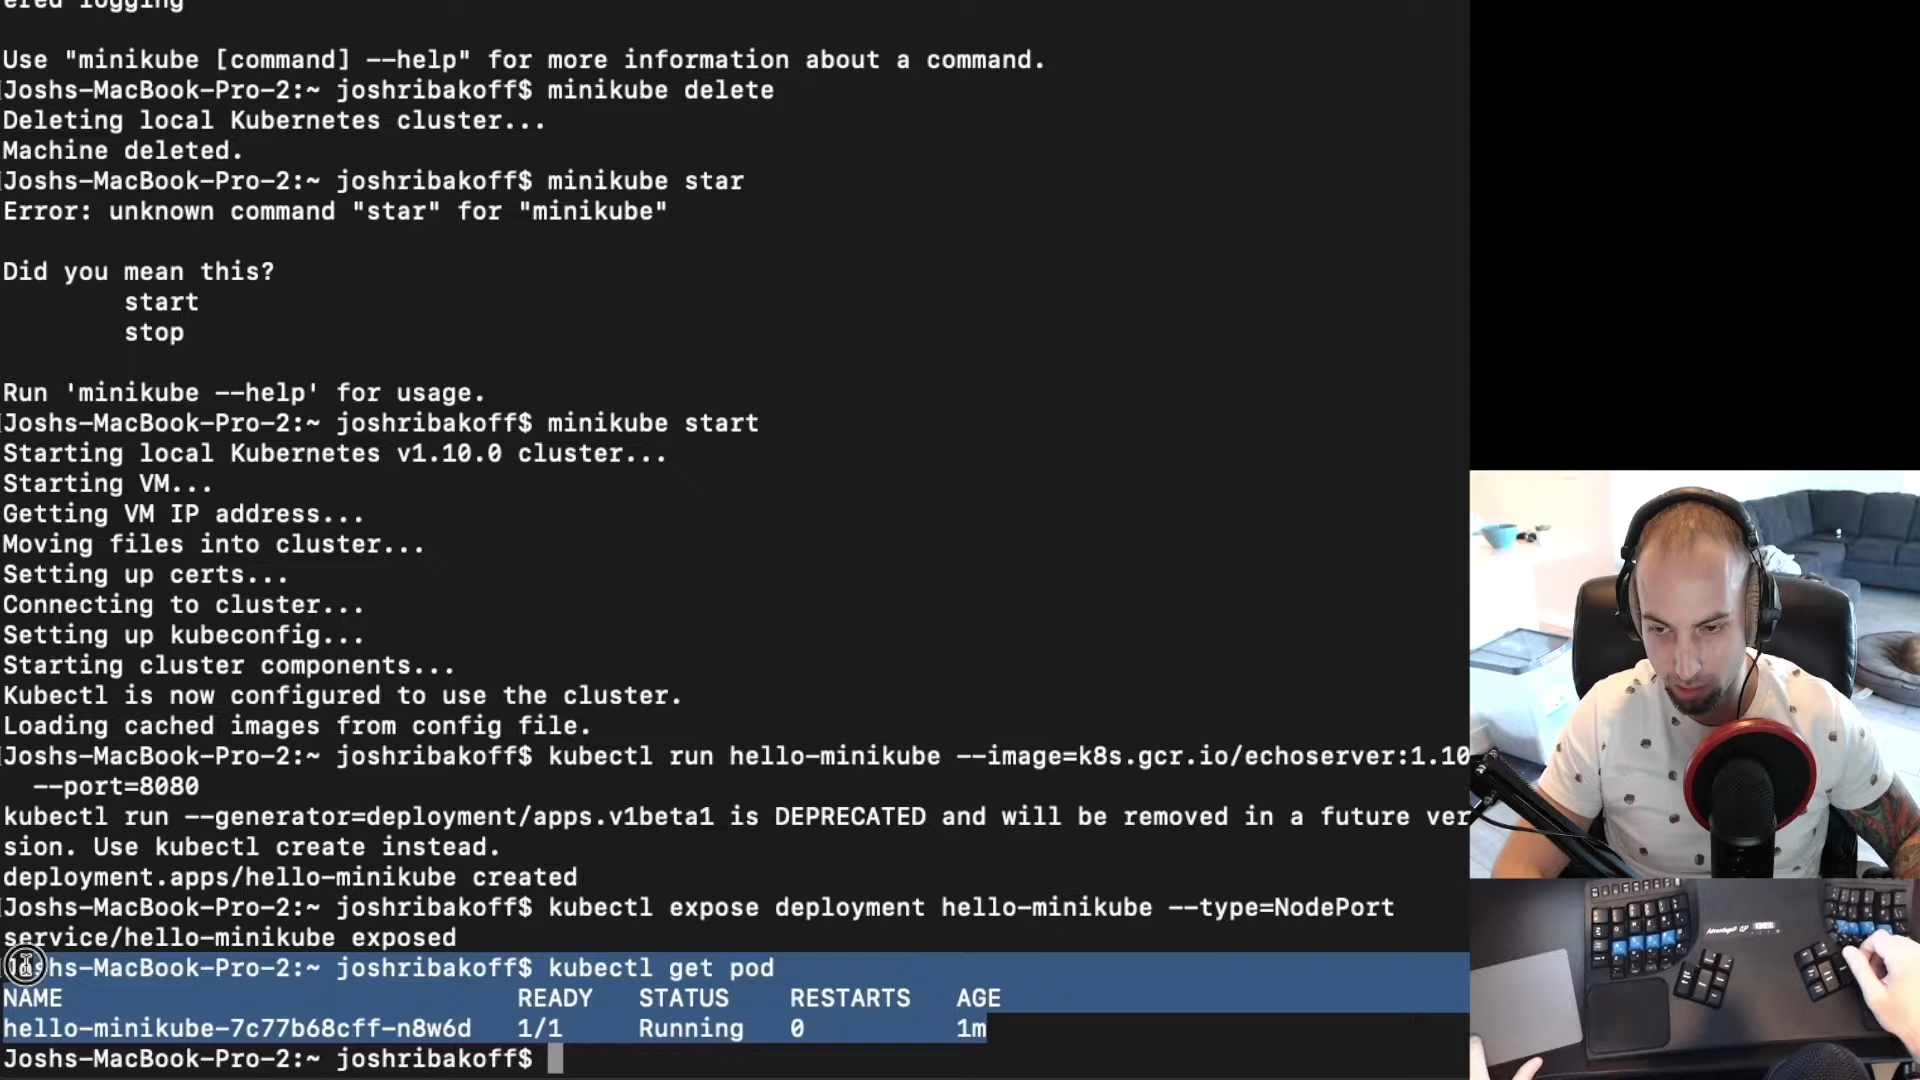 ered logging
Use "minikube [command] --help" for more information about a command.
Joshs-MacBook-Pro-2:~ joshribakoff$ minikube delete
Deleting local Kubernetes cluster...
Machine deleted.
Joshs-MacBook-Pro-2:~ joshribakoff$ minikube star
Error: unknown command "star" for "minikube"
Did you mean this?
start
stop
Run 'minikube --help' for usage.
Joshs-MacBook-Pro-2:~ joshribakoff$ minikube start
Starting local Kubernetes v1.10.0 cluster...
Starting VM...
Getting VM IP address...
Moving files into cluster...
Setting up certs...
Connecting to cluster...
Setting up kubeconfig...
Starting cluster components...
Kubectl is now configured to use the cluster.
Loading cached images from config file.
Joshs-MacBook-Pro-2:~ joshribakoff$ kubectl run hello-minikube --image=k8s.gcr.io/echoserver:1.10
--port=8080
kubectl run --generator=deployment/apps.v1beta1 is DEPRECATED and will be removed in a future ver
sion. Use kubectl create instead.
deployment.apps/hello-minikube created
Joshs-MacBook-Pro-2:~ joshribakoff$ kubectl expose deployment hello-minikube --type=NodePort
service/hello-minikube exposed
Joshs-MacBook-Pro-2:~ joshribakoff$ kubectl get pod
NAME READY STATUS RESTARTS AGE
hello-minikube-7c77b68cff-n8w6d 1/1 Running 0 1m
Joshs-MacBook-Pro-2:~ joshribakoff$